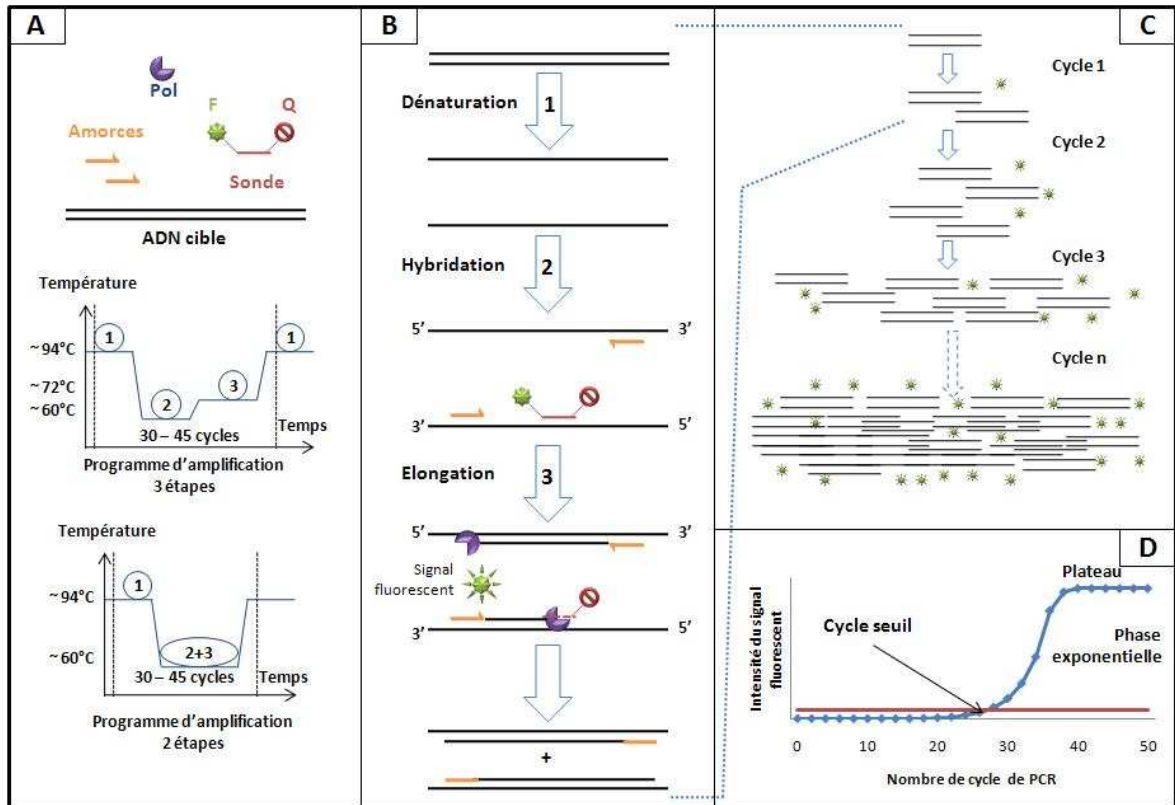 A
Pol
F
Q
Amorces
Sonde
ADN cible
Température
1
1
~94°C
~72°C
3
~60°C
2
30 – 45 cycles
Temps
Programme d'amplification
3 étapes
Température
1
~94°C
~60°C
2+3
30 – 45 cycles
Temps
Programme d'amplification
2 étapes
B
Dénaturation
1
Hybridation
2
5'
3'
3'
5'
Elongation
3
5'
3'
Signal
fluorescent
3'
5'
+
C
Cycle 1
Cycle 2
Cycle 3
Cycle n
D
Plateau
Cycle seuil
Phase
exponentielle
Intensité du signal
fluorescent
0
10
20
30
40
50
Nombre de cycle de PCR